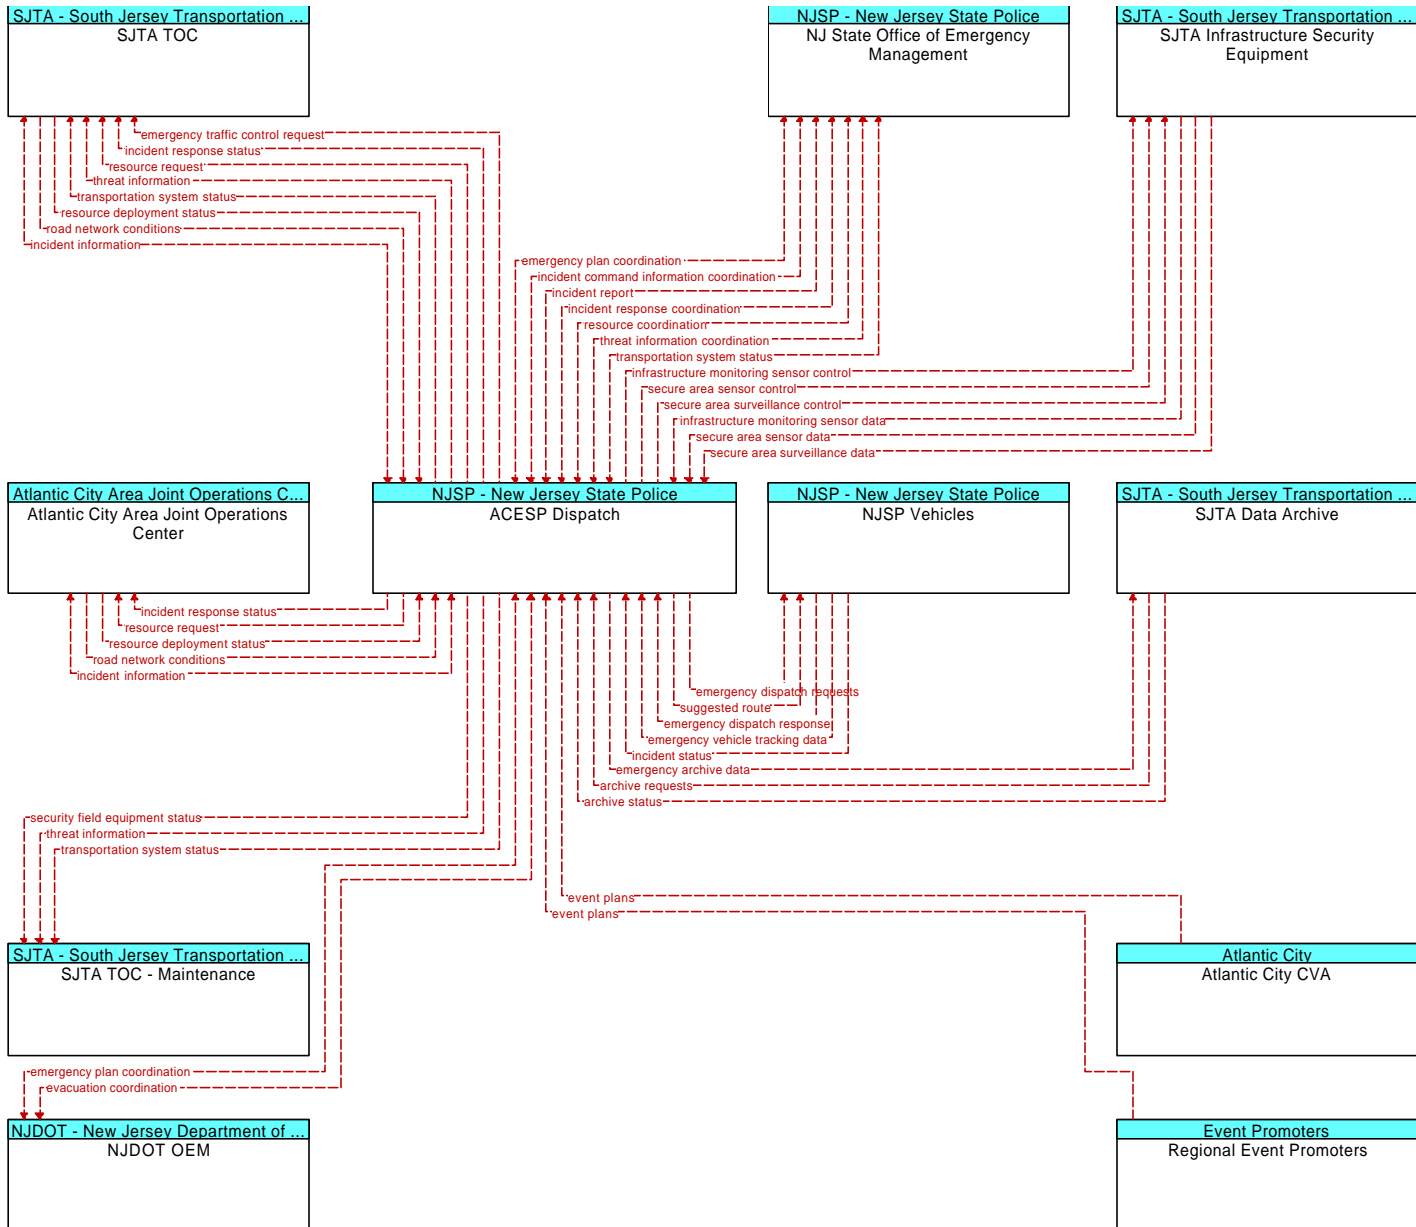 SJTA - South Jersey Transportation ...
SJTA TOC
NJSP - New Jersey State Police
NJ State Office of Emergency
Management
SJTA - South Jersey Transportation ...
SJTA Infrastructure Security
Equipment
emergency traffic control request
incident response status
resource request
threat information
transportation system status
resource deployment status
road network conditions
incident information
emergency plan coordination
incident command information coordination
incident report
incident response coordination
resource coordination
threat information coordination
transportation system status
infrastructure monitoring sensor control
secure area sensor control
secure area surveillance control
infrastructure monitoring sensor data
secure area sensor data
secure area surveillance data
Atlantic City Area Joint Operations C...
Atlantic City Area Joint Operations
Center
NJSP - New Jersey State Police
ACESP Dispatch
NJSP - New Jersey State Police
NJSP Vehicles
SJTA - South Jersey Transportation ...
SJTA Data Archive
incident response status
resource request
resource deployment status
road network conditions
incident information
emergency dispatch requests
suggested route
emergency dispatch response
emergency vehicle tracking data
incident status
emergency archive data
archive requests
archive status
security field equipment status
threat information
transportation system status
event plans
event plans
SJTA - South Jersey Transportation ...
SJTA TOC - Maintenance
Atlantic City
Atlantic City CVA
emergency plan coordination
evacuation coordination
NJDOT - New Jersey Department of ...
NJDOT OEM
Event Promoters
Regional Event Promoters